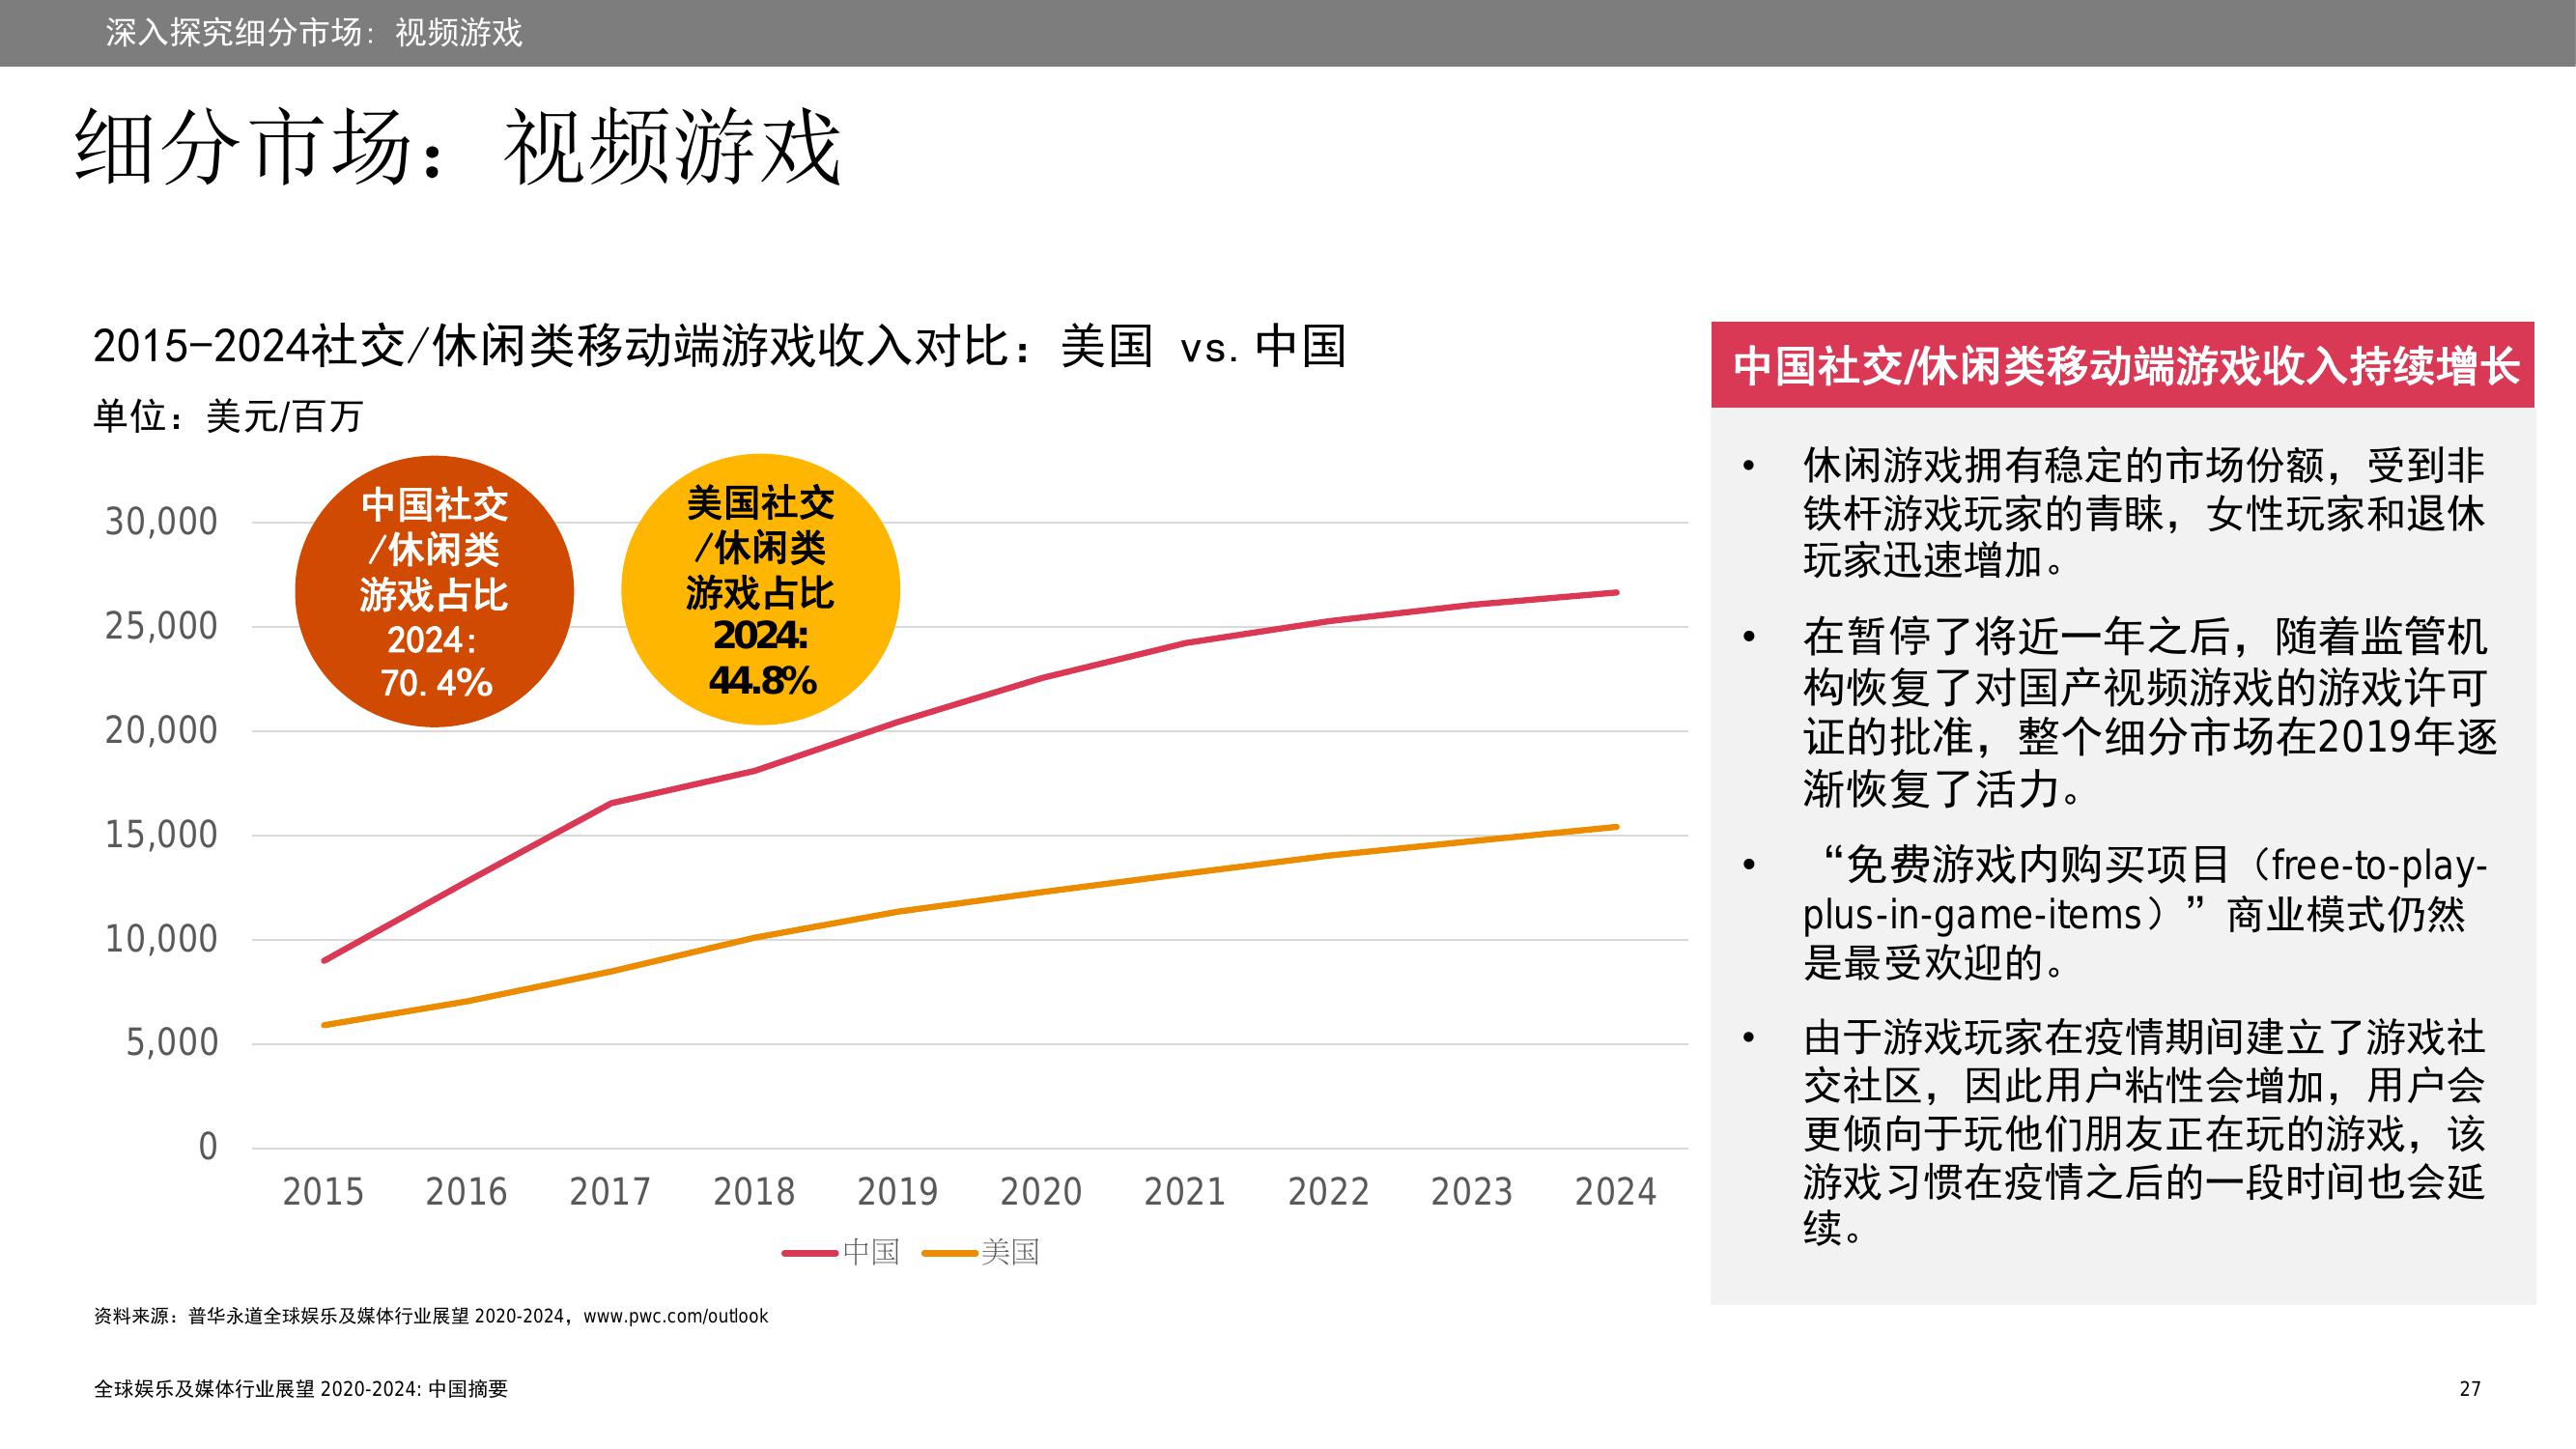 深入探究细分市场：视频游戏
细分市场：视频游戏
2015-2024社交/休闲类移动端游戏收入对比：美国 vs. 中国
单位：美元/百万
中国社交
/休闲类
游戏占比
2024:
70.4%
美国社交
/休闲类
游戏占比
2024:
44.8%
30,000
25,000
20,000
15,000
10,000
5,000
0
2015 2016 2017 2018 2019 2020 2021 2022 2023 2024
中国 美国
中国社交/休闲类移动端游戏收入持续增长
• 休闲游戏拥有稳定的市场份额，受到非
铁杆游戏玩家的青睐，女性玩家和退休
玩家迅速增加。
• 在暂停了将近一年之后，随着监管机
构恢复了对国产视频游戏的游戏许可
证的批准，整个细分市场在2019年逐
渐恢复了活力。
• “免费游戏内购买项目（free-to-play-
plus-in-game-items）”商业模式仍然
是最受欢迎的。
• 由于游戏玩家在疫情期间建立了游戏社
交社区，因此用户粘性会增加，用户会
更倾向于玩他们朋友正在玩的游戏，该
游戏习惯在疫情之后的一段时间也会延
续。
资料来源：普华永道全球娱乐及媒体行业展望 2020-2024，www.pwc.com/outlook
全球娱乐及媒体行业展望 2020-2024: 中国摘要
27